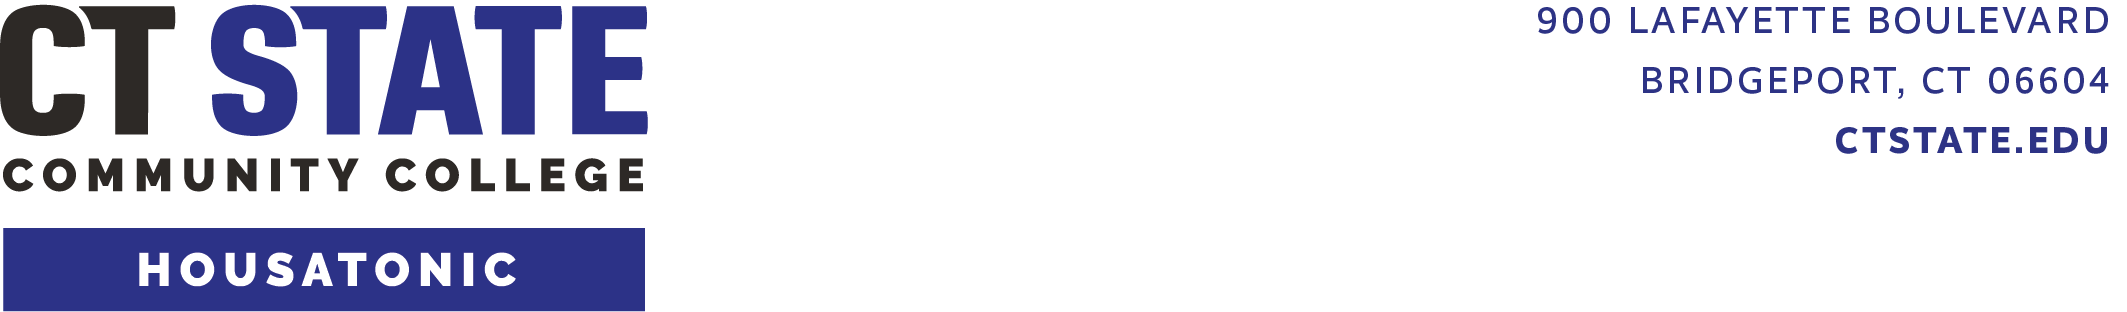 CT STATE
COMMUNITY COLLEGE
HOUSATONIC
900 LAFAYETTE BOULEVARD
BRIDGEPORT, CT 06604
CTSTATE.EDU